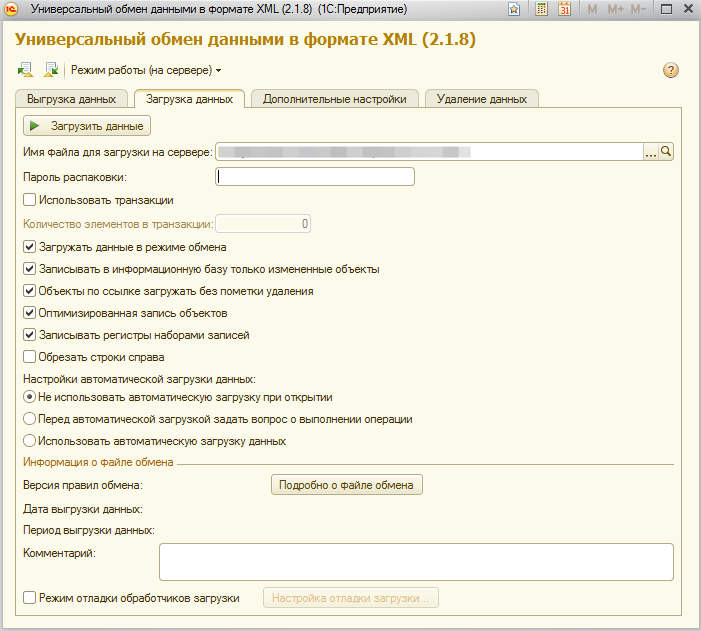 Универсальный обмен данными в формате XML (2.1.8) (1С:Предприятие)
M M+ M-
Универсальный обмен данными в формате XML (2.1.8)
Режим работы (на сервере)
Выгрузка данных Загрузка данных Дополнительные настройки Удаление данных
Загрузить данные
Имя файла для загрузки на сервере: ...
Пароль распаковки:
Использовать транзакции
Количество элементов в транзакции: 0
Загружать данные в режиме обмена
Записывать в информационную базу только измененные объекты
Объекты по ссылке загружать без пометки удаления
Оптимизированная запись объектов
Записывать регистры наборами записей
Обрезать строки справа
Настройки автоматической загрузки данных:
Не использовать автоматическую загрузку при открытии
Перед автоматической загрузкой задать вопрос о выполнении операции
Использовать автоматическую загрузку данных
Информация о файле обмена
Версия правил обмена: Подробно о файле обмена
Дата выгрузки данных:
Период выгрузки данных:
Комментарий:
Режим отладки обработчиков загрузки Настройка отладки загрузки...